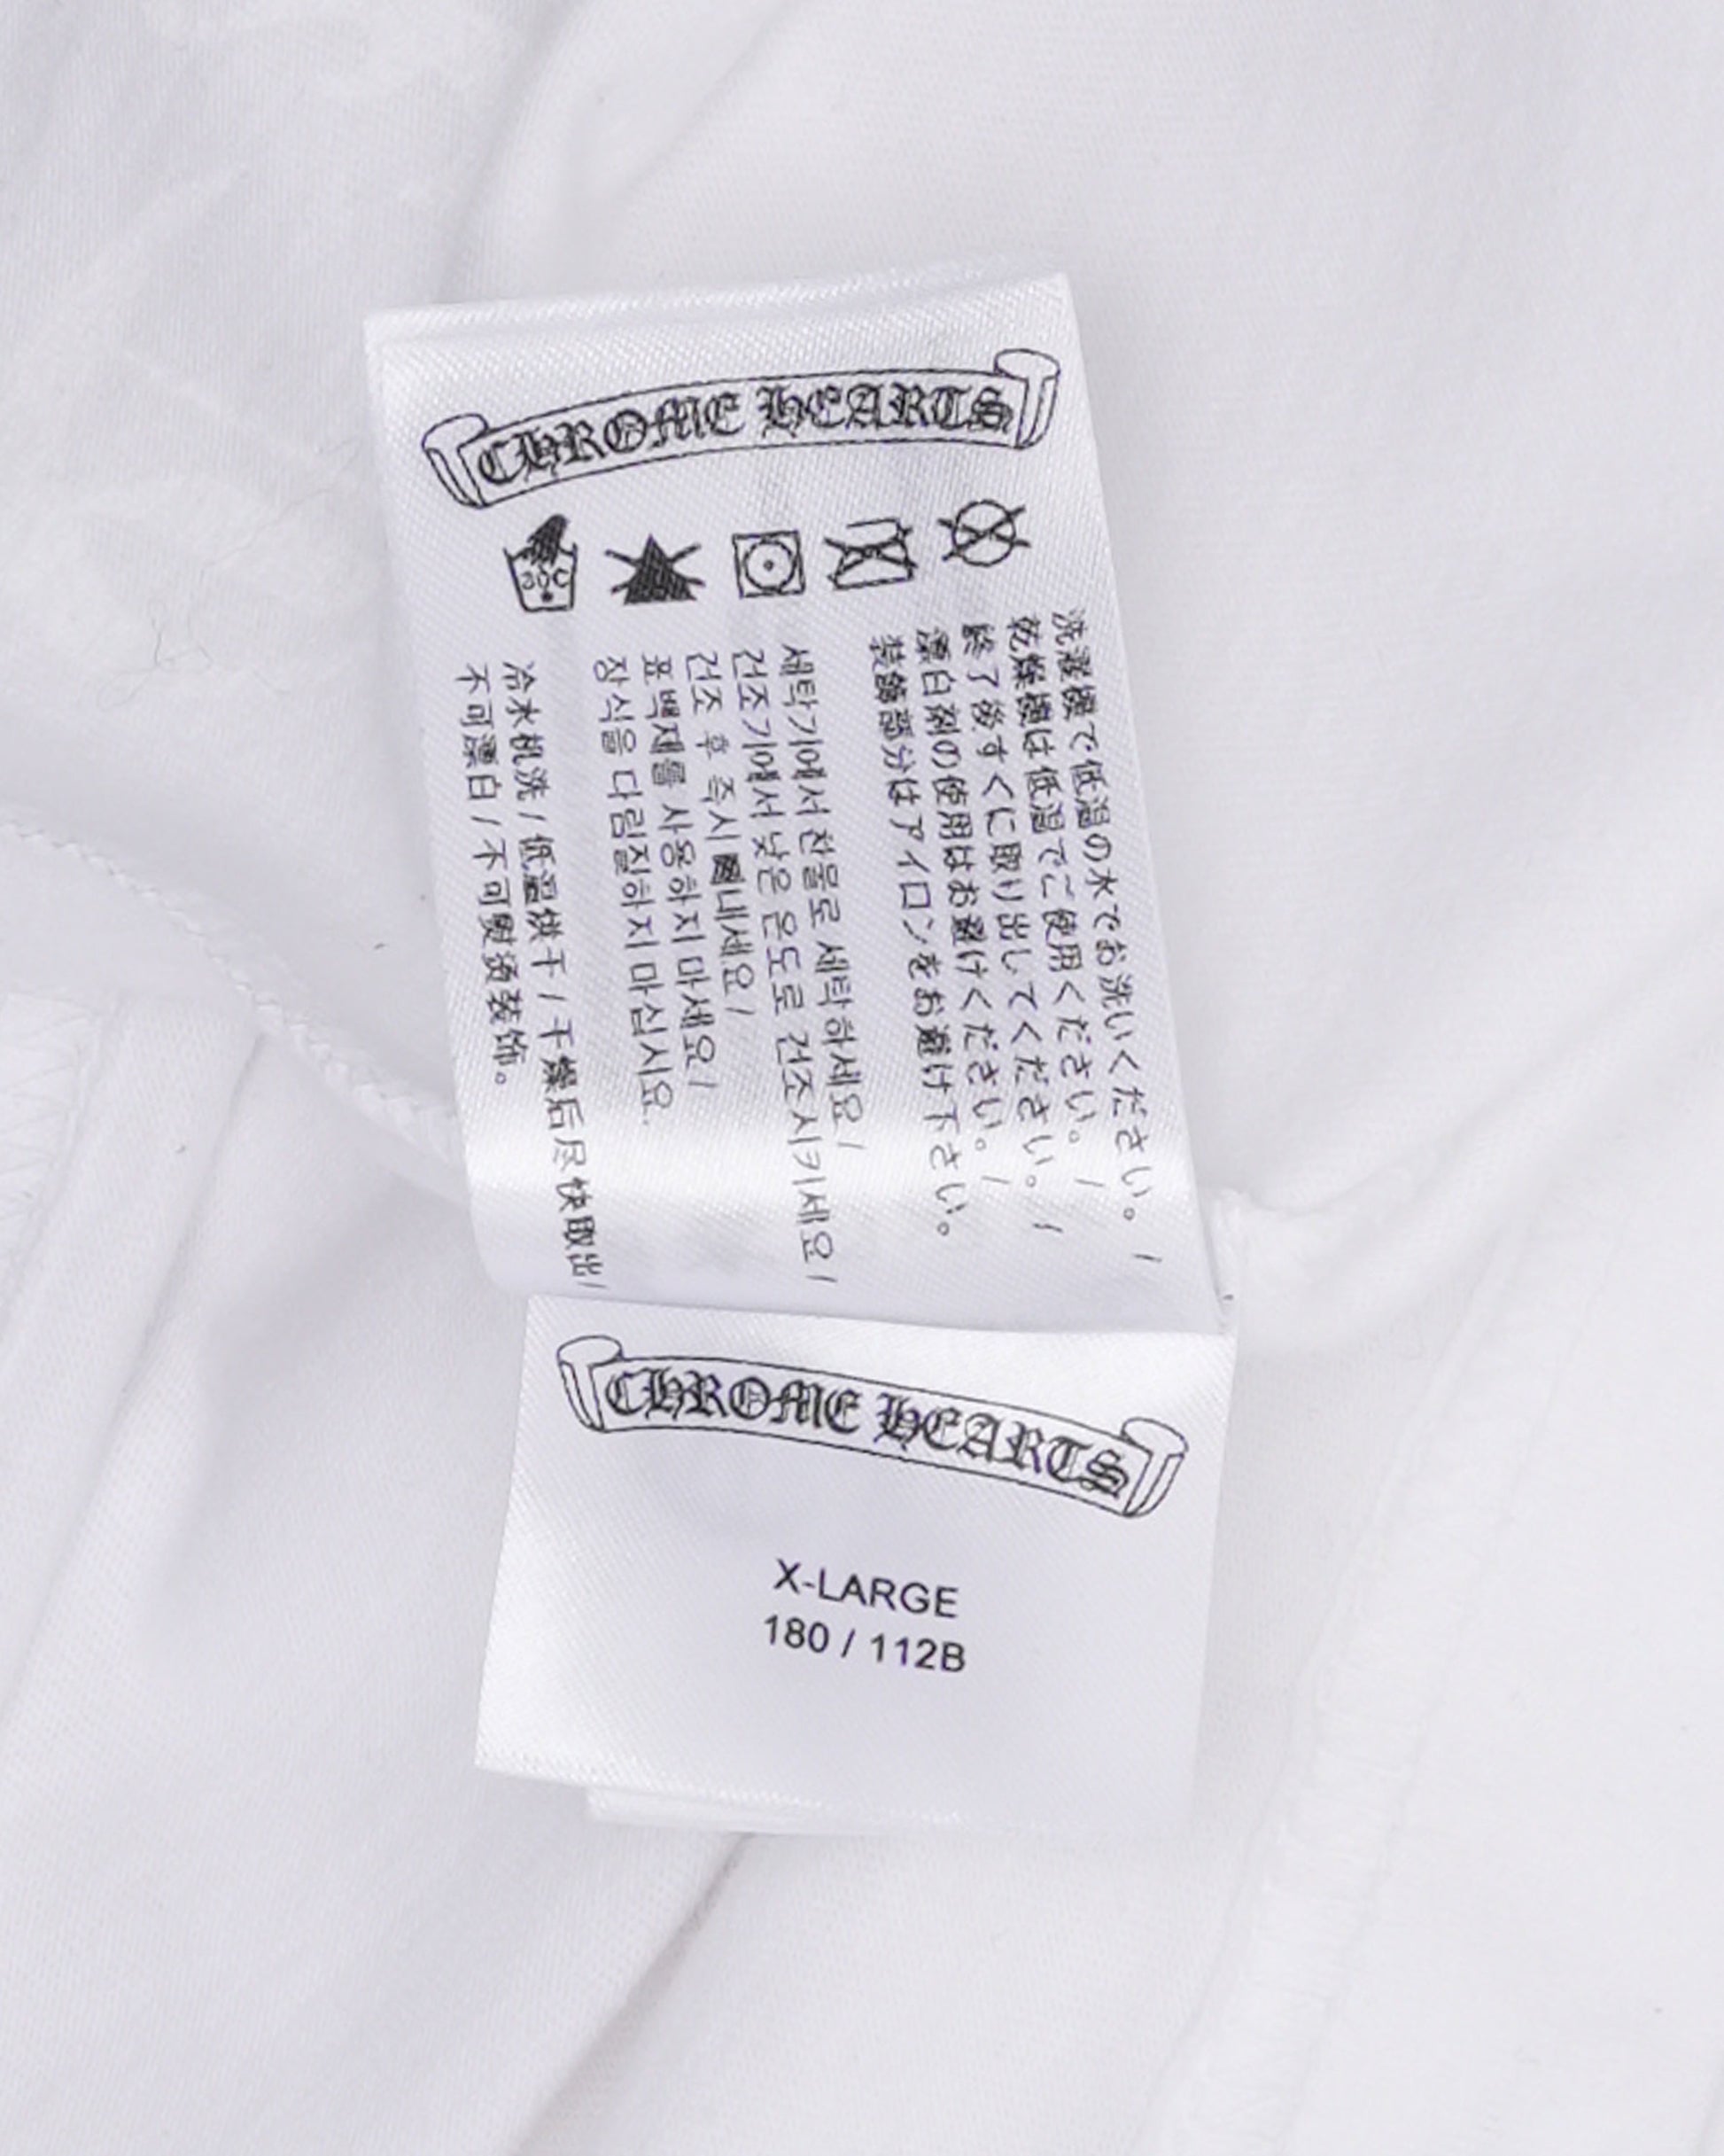 CHROME HEARTS
30C
洗濯機で低温の水でお洗いください。/
乾燥機は低温でご使用ください。/
終了後すぐに取り出してください。/
漂白剤の使用はお避けください。/
装飾部分はアイロンをお避け下さい。
세탁기에서 찬물로 세탁하세요/
건조기에서 낮은 온도로 건조시키세요/
건조 후 즉시 내세요/
표백제를 사용하지 마세요/
장식을 다림질하지 마십시요.
冷水机洗/低温烘干/干燥后尽快取出/
不可漂白/不可熨烫装饰。
CHROME HEARTS
X-LARGE
180 / 112B